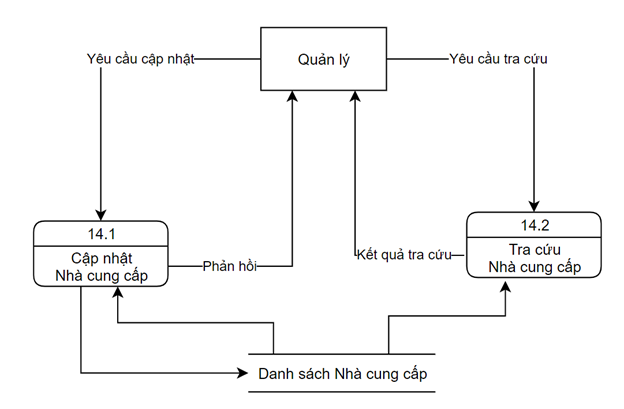 Quản lý
Yêu cầu cập nhật
Yêu cầu tra cứu
14.1
Cập nhật
Nhà cung cấp
14.2
Tra cứu
Nhà cung cấp
Phản hồi
Kết quả tra cứu
Danh sách Nhà cung cấp